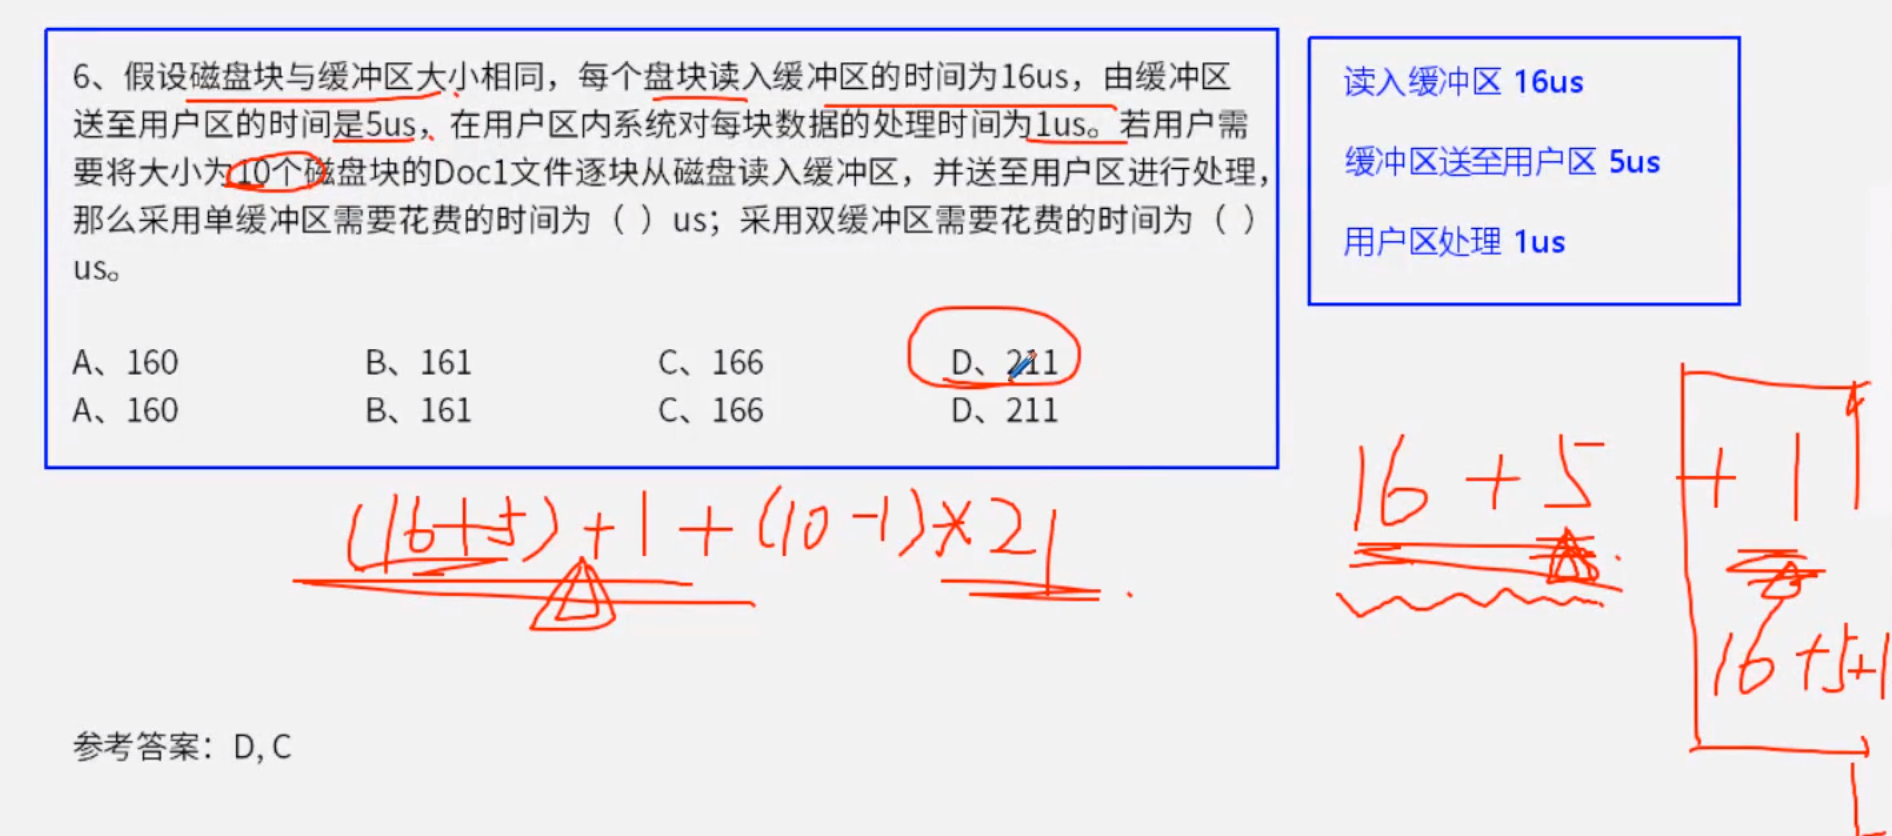 6、假设磁盘块与缓冲区大小相同，每个盘块读入缓冲区的时间为16us，由缓冲区
送至用户区的时间是5us，在用户区内系统对每块数据的处理时间为1us。若用户需
要将大小为10个磁盘块的Doc1文件逐块从磁盘读入缓冲区，并送至用户区进行处理，
那么采用单缓冲区需要花费的时间为（ ）us；采用双缓冲区需要花费的时间为（ ）
us。
A、160 B、161 C、166 D、211
A、160 B、161 C、166 D、211
读入缓冲区 16us
缓冲区送至用户区 5us
用户区处理 1us
(16+5)+1+(10-1)*21
16+5+1
16+5+1
参考答案：D, C